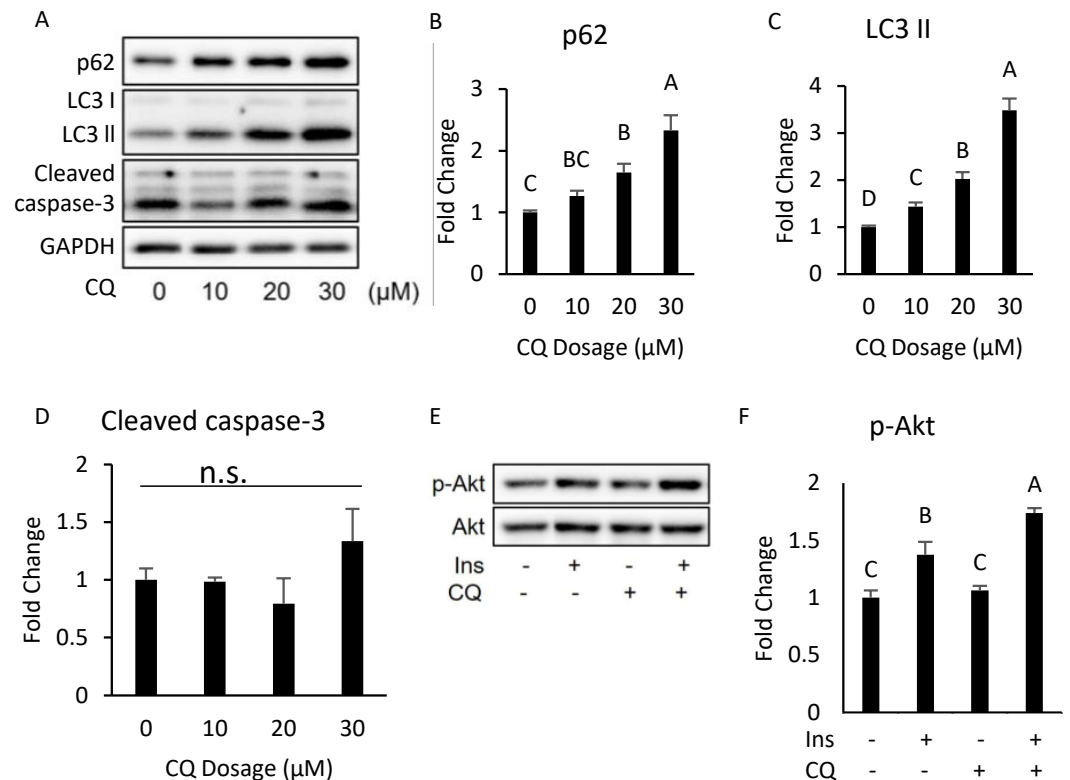 A
p62
LC3 I
LC3 II
Cleaved
caspase-3
GAPDH
CQ 0 10 20 30 (μM)
B
p62
Fold Change
3
2
1
0
C
BC
B
A
0 10 20 30
CQ Dosage (μM)
C
LC3 II
Fold Change
4
3
2
1
0
D
C
B
A
0 10 20 30
CQ Dosage (μM)
D
Cleaved caspase-3
n.s.
Fold Change
2
1.5
1
0.5
0
0 10 20 30
CQ Dosage (μM)
E
p-Akt
Akt
Ins - + - +
CQ - - + +
F
p-Akt
Fold Change
2
1.5
1
0.5
0
C
B
C
A
Ins - + - +
CQ - - + +